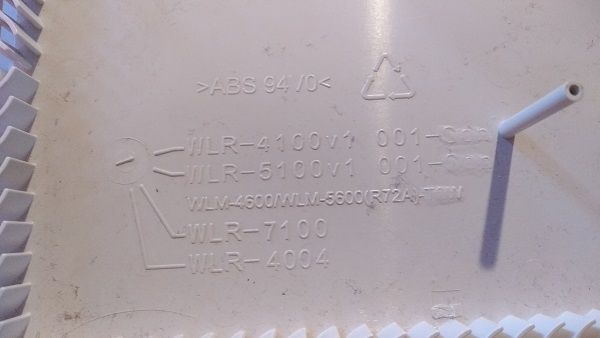 >ABS 94 V0<
WLR-4100v1 001-
WLR-5100v1 001-
WLM-4600/WLM-5600(R72A)-
WLR-7100
WLR-4004